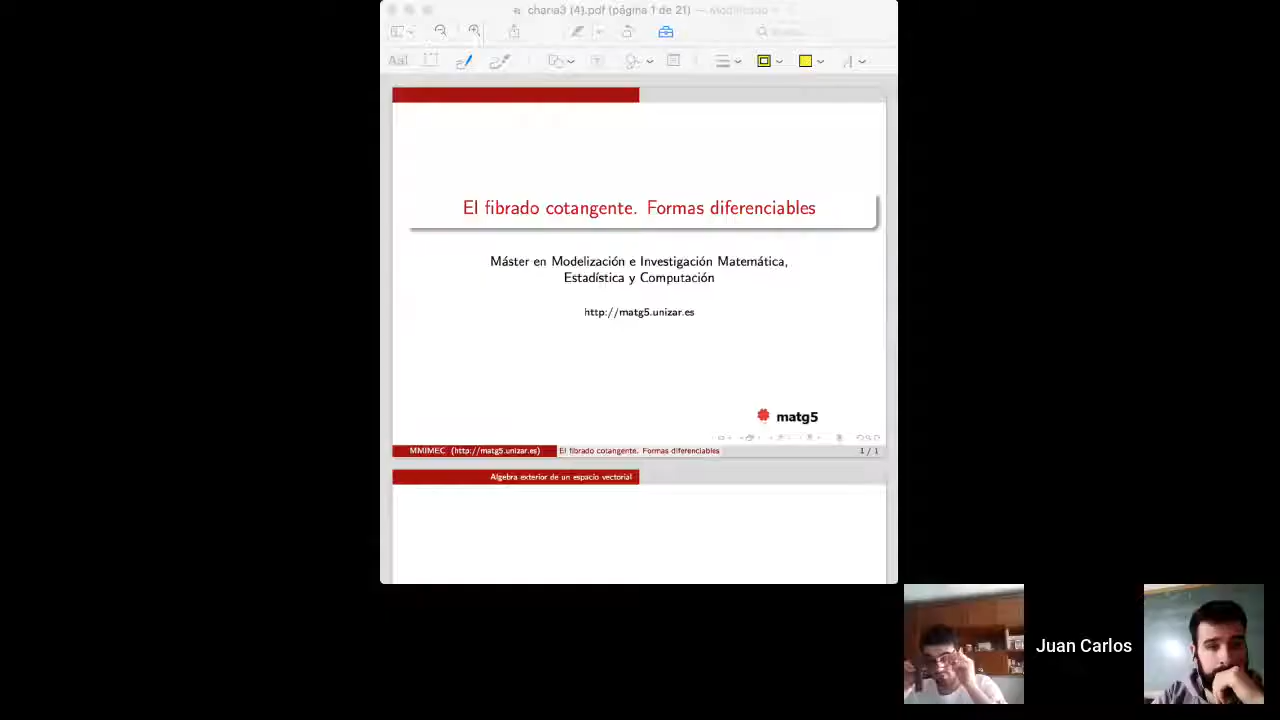 charla3 (4).pdf (página 1 de 21) — Modificado
El fibrado cotangente. Formas diferenciables
Máster en Modelización e Investigación Matemática,
Estadística y Computación
http://matg5.unizar.es
matg5
MMIMEC (http://matg5.unizar.es) El fibrado cotangente. Formas diferenciables 1 / 1
Algebra exterior de un espacio vectorial
Juan Carlos